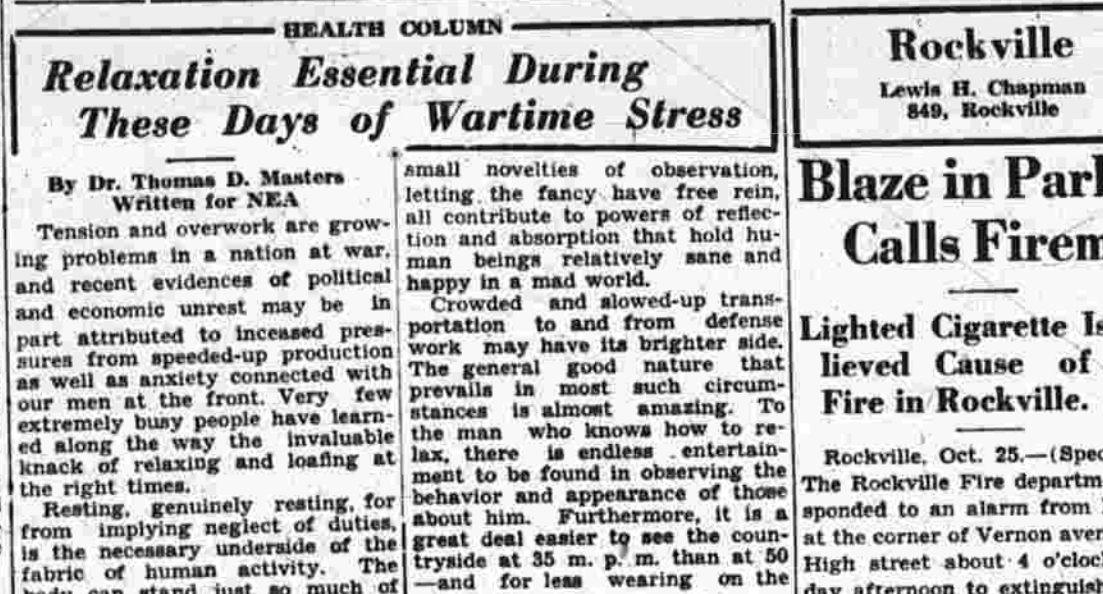 HEALTH COLUMN
Relaxation Essential During
These Days of Wartime Stress
By Dr. Thomas D. Masters
Written for NEA
Tension and overwork are grow-
ing problems in a nation at war,
and recent evidences of political
and economic unrest may be in
part attributed to inceased pres-
sures from speeded-up production
as well as anxiety connected with
our men at the front. Very few
extremely busy people have learn-
ed along the way the invaluable
knack of relaxing and loafing at
the right times.
Resting, genuinely resting, for
from implying neglect of duties,
is the necessary underside of the
fabric of human activity. The
body can stand just so much of
small novelties of observation,
letting the fancy have free rein,
all contribute to powers of reflec-
tion and absorption that hold hu-
man beings relatively sane and
happy in a mad world.
Crowded and slowed-up trans-
portation to and from defense
work may have its brighter side.
The general good nature that
prevails in most such circum-
stances is almost amazing. To
the man who knows how to re-
lax, there is endless entertain-
ment to be found in observing the
behavior and appearance of those
about him. Furthermore, it is a
great deal easier to see the coun-
tryside at 35 m. p. m. than at 50
—and for less wearing on the
Rockville
Lewis H. Chapman
849, Rockville
Blaze in
Calls
Lighted Cigarette
lieved Cause of
Fire in Rockville.
Rockville, Oct. 25.—(Spec
The Rockville Fire departm
sponded to an alarm from
at the corner of Vernon aven
High street about 4 o'cloc
day afternoon to extinguish